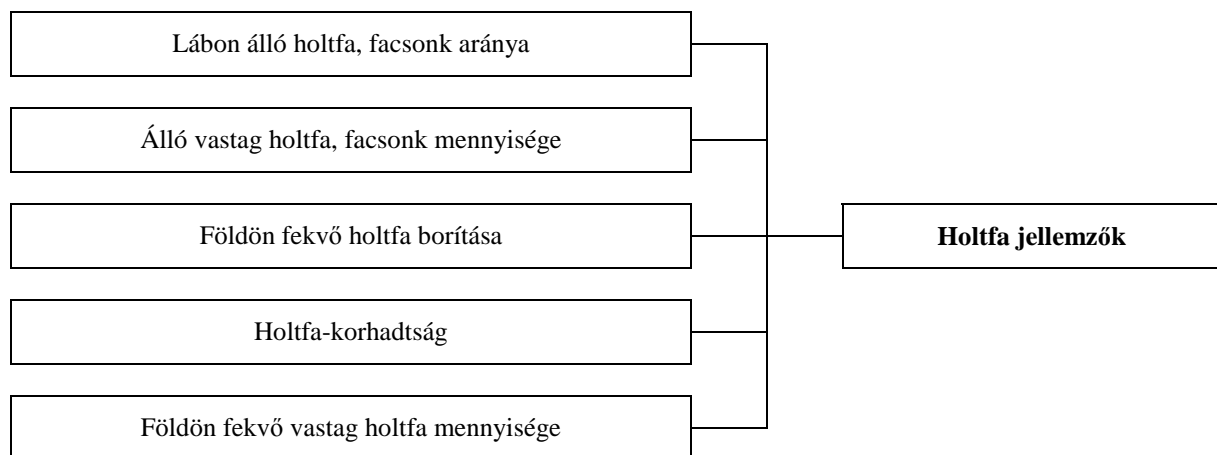 Lábon álló holtfa, facsonk aránya
Álló vastag holtfa, facsonk mennyisége
Földön fekvő holtfa borítása
Holtfa jellemzők
Holtfa-korhadtság
Földön fekvő vastag holtfa mennyisége